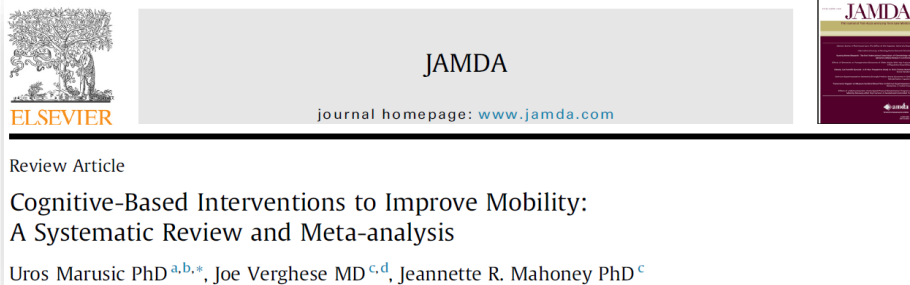 JAMDA
JAMDA
journal homepage: www.jamda.com
ELSEVIER
Review Article
Cognitive-Based Interventions to Improve Mobility:
A Systematic Review and Meta-analysis
Uros Marusic PhD a,b,*, Joe Verghese MD c,d, Jeannette R. Mahoney PhD c